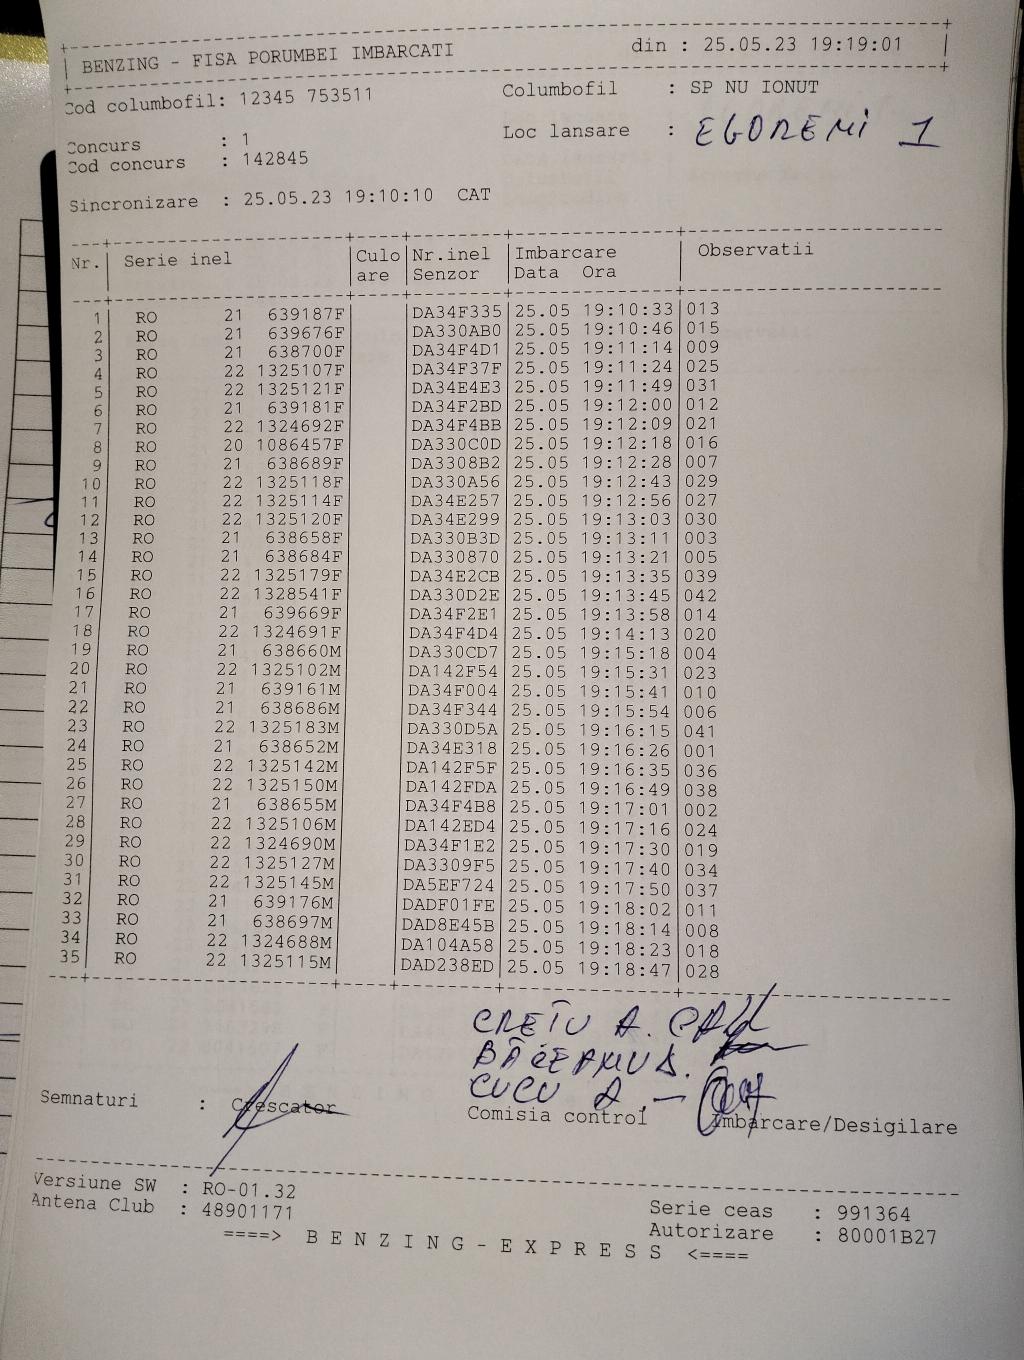 BENZING - FISA PORUMBEI IMBARCATI din : 25.05.23 19:19:01
Cod columbofil: 12345 753511 Columbofil : SP NU IONUT
Concurs : 1 Loc lansare : EGOREMI 1
Cod concurs : 142845
Sincronizare : 25.05.23 19:10:10 CAT
Nr. Serie inel Culo Nr.inel Imbarcare Observatii
are Senzor Data Ora
1 RO 21 639187F DA34F335 25.05 19:10:33 013
2 RO 21 639676F DA330AB0 25.05 19:10:46 015
3 RO 21 638700F DA34F4D1 25.05 19:11:14 009
4 RO 22 1325107F DA34F37F 25.05 19:11:24 025
5 RO 22 1325121F DA34E4E3 25.05 19:11:49 031
6 RO 21 639181F DA34F2BD 25.05 19:12:00 012
7 RO 22 1324692F DA34F4BB 25.05 19:12:09 021
8 RO 20 1086457F DA330C0D 25.05 19:12:18 016
9 RO 21 638689F DA3308B2 25.05 19:12:28 007
10 RO 22 1325118F DA330A56 25.05 19:12:43 029
11 RO 22 1325114F DA34E257 25.05 19:12:56 027
12 RO 22 1325120F DA34E299 25.05 19:13:03 030
13 RO 21 638658F DA330B3D 25.05 19:13:11 003
14 RO 21 638684F DA330870 25.05 19:13:21 005
15 RO 22 1325179F DA34E2CB 25.05 19:13:35 039
16 RO 22 1328541F DA330D2E 25.05 19:13:45 042
17 RO 21 639669F DA34F2E1 25.05 19:13:58 014
18 RO 22 1324691F DA34F4D4 25.05 19:14:13 020
19 RO 21 638660M DA330CD7 25.05 19:15:18 004
20 RO 22 1325102M DA142F54 25.05 19:15:31 023
21 RO 21 639161M DA34F004 25.05 19:15:41 010
22 RO 21 638686M DA34F344 25.05 19:15:54 006
23 RO 22 1325183M DA330D5A 25.05 19:16:15 041
24 RO 21 638652M DA34E318 25.05 19:16:26 001
25 RO 22 1325142M DA142F5F 25.05 19:16:35 036
26 RO 22 1325150M DA142FDA 25.05 19:16:49 038
27 RO 21 638655M DA34F4B8 25.05 19:17:01 002
28 RO 22 1325106M DA142ED4 25.05 19:17:16 024
29 RO 22 1324690M DA34F1E2 25.05 19:17:30 019
30 RO 22 1325127M DA3309F5 25.05 19:17:40 034
31 RO 22 1325145M DA5EF724 25.05 19:17:50 037
32 RO 21 639176M DADF01FE 25.05 19:18:02 011
33 RO 21 638697M DAD8E45B 25.05 19:18:14 008
34 RO 22 1324688M DA104A58 25.05 19:18:23 018
35 RO 22 1325115M DAD238ED 25.05 19:18:47 028
CREȚU A.
CUCU A. -
Semnaturi : Crescator Comisia control Imbarcare/Desigilare
Versiune SW : RO-01.32 Serie ceas : 991364
Antena Club : 48901171 Autorizare : 80001B27
====> B E N Z I N G - E X P R E S S <====